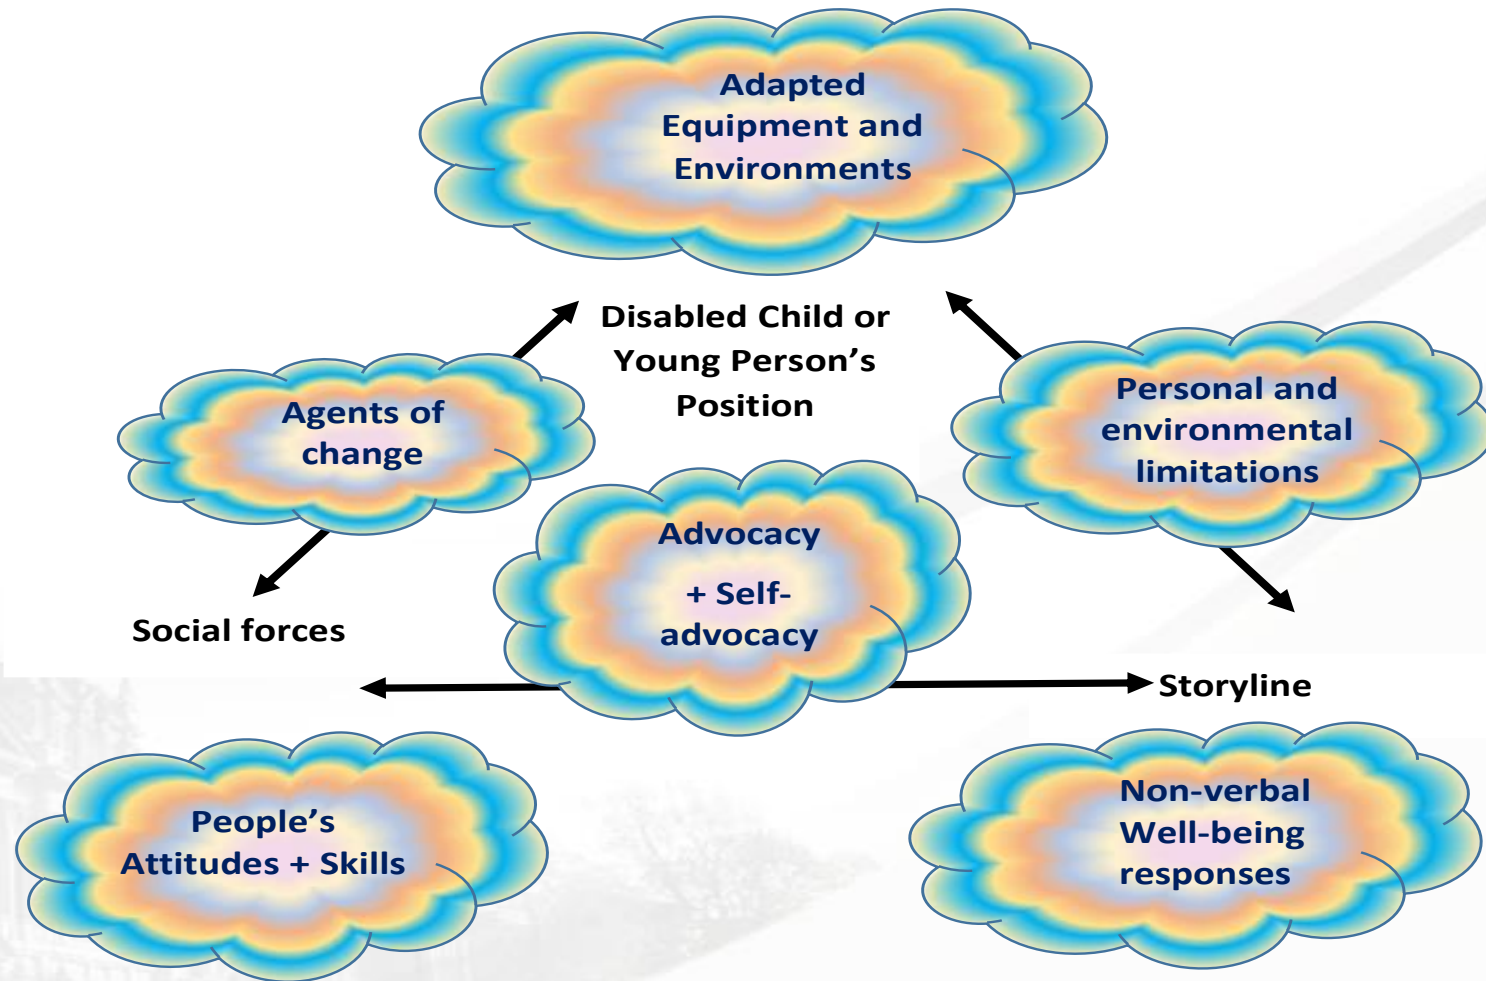 Adapted
Equipment and
Environments
Disabled Child or
Young Person’s
Position
Agents of
change
Personal and
environmental
limitations
Advocacy
+ Self-
advocacy
Social forces
Storyline
People’s
Attitudes + Skills
Non-verbal
Well-being
responses